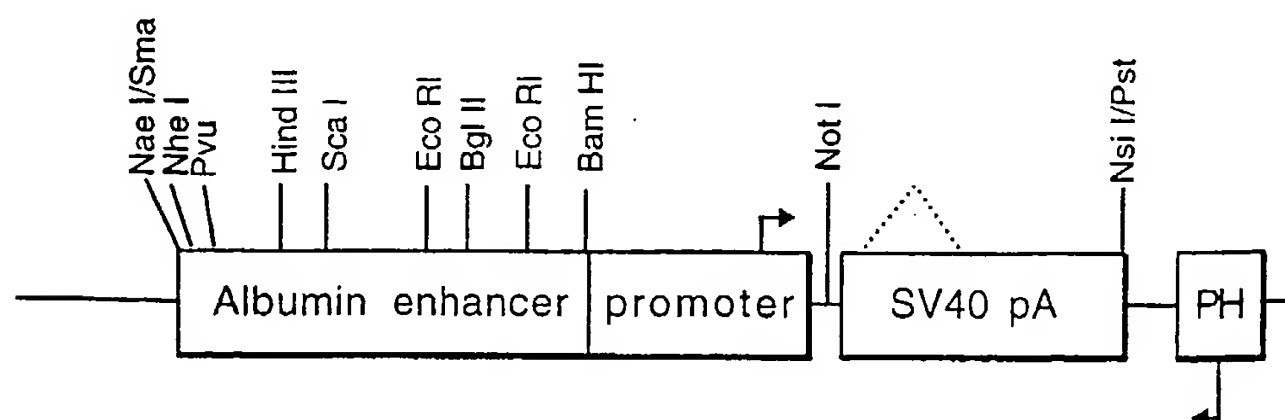 Nae I/Sma
Nhe I
Pvu
Hind III
Sca I
Eco RI
Bgl II
Eco RI
Bam HI
Not I
Nsi I/Pst
Albumin enhancer
promoter
SV40 pA
PH